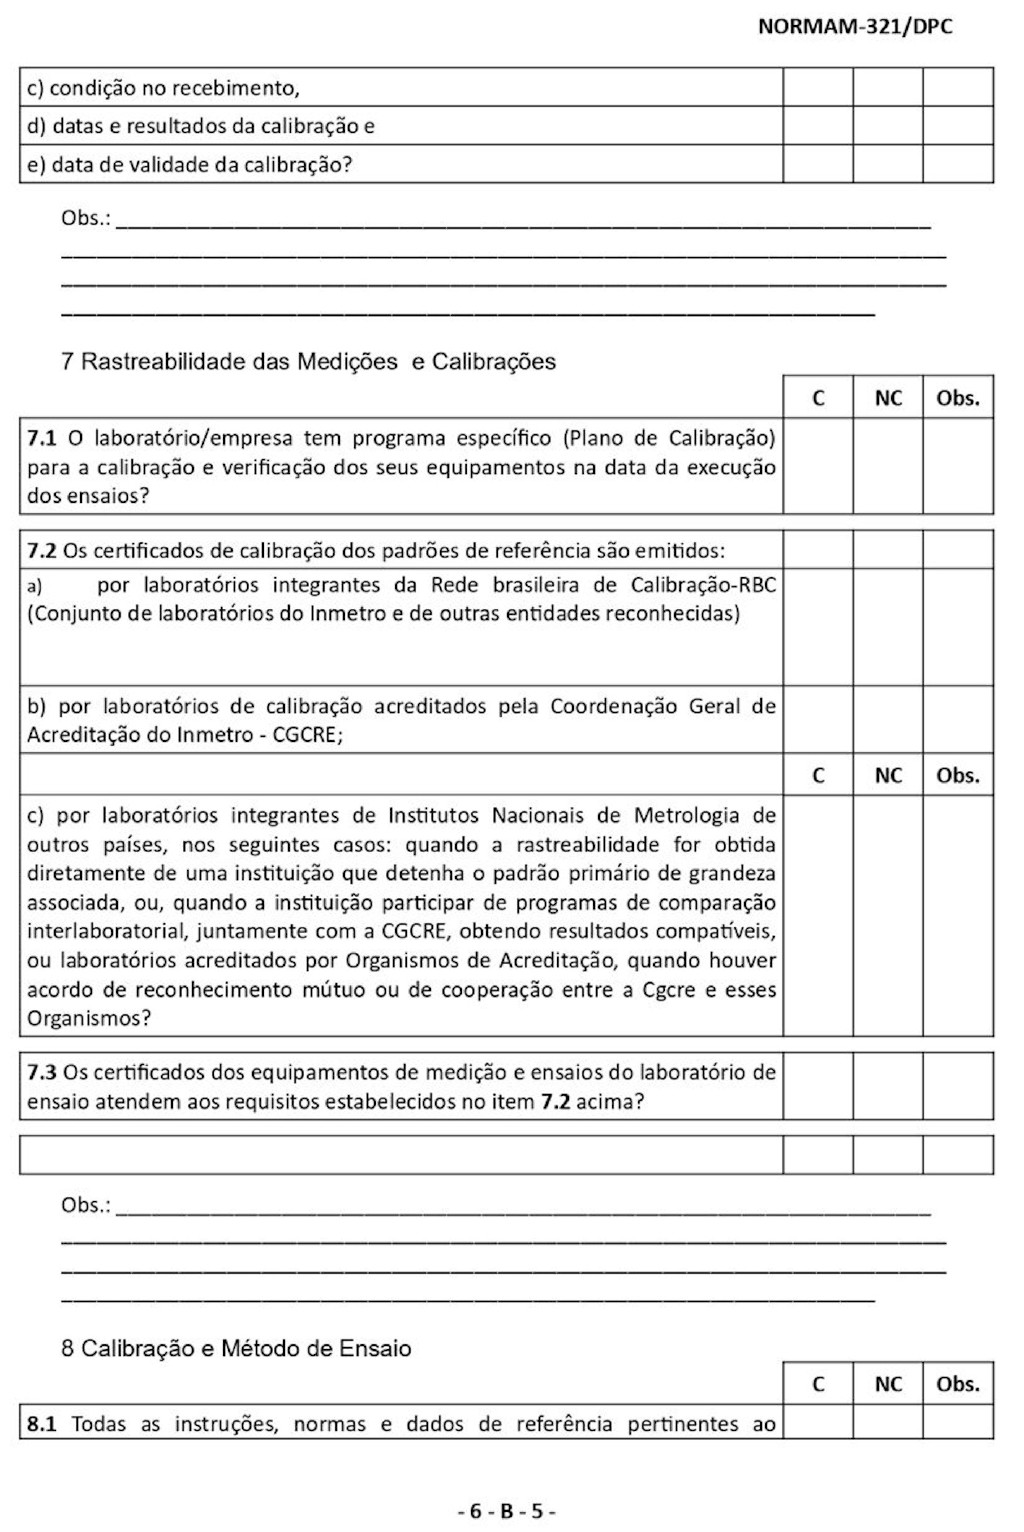 NORMAM-321/DPC
c) condição no recebimento,
d) datas e resultados da calibração e
e) data de validade da calibração?
Obs.:
7 Rastreabilidade das Medições e Calibrações
C NC Obs.
7.1 O laboratório/empresa tem programa específico (Plano de Calibração)
para a calibração e verificação dos seus equipamentos na data da execução
dos ensaios?
7.2 Os certificados de calibração dos padrões de referência são emitidos:
a) por laboratórios integrantes da Rede brasileira de Calibração-RBC
(Conjunto de laboratórios do Inmetro e de outras entidades reconhecidas)
b) por laboratórios de calibração acreditados pela Coordenação Geral de
Acreditação do Inmetro - CGCRE;
C NC Obs.
c) por laboratórios integrantes de Institutos Nacionais de Metrologia de
outros países, nos seguintes casos: quando a rastreabilidade for obtida
diretamente de uma instituição que detenha o padrão primário de grandeza
associada, ou, quando a instituição participar de programas de comparação
interlaboratorial, juntamente com a CGCRE, obtendo resultados compatíveis,
ou laboratórios acreditados por Organismos de Acreditação, quando houver
acordo de reconhecimento mútuo ou de cooperação entre a Cgcre e esses
Organismos?
7.3 Os certificados dos equipamentos de medição e ensaios do laboratório de
ensaio atendem aos requisitos estabelecidos no item 7.2 acima?
Obs.:
8 Calibração e Método de Ensaio
C NC Obs.
8.1 Todas as instruções, normas e dados de referência pertinentes ao
- 6 - B - 5 -